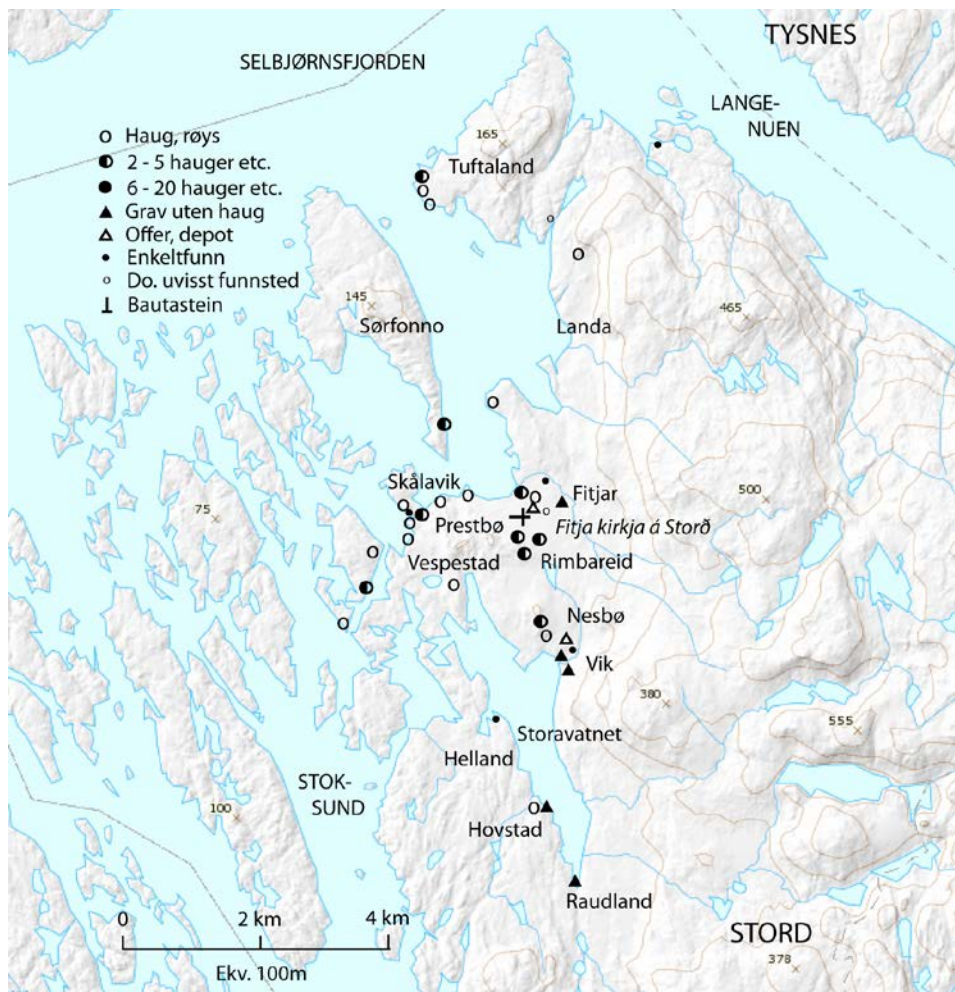 TYSNES
SELBJØRNSFJORDEN
LANGE-
NUEN
Haug, røys
2 - 5 hauger etc.
6 - 20 hauger etc.
Grav uten haug
Offer, depot
Enkeltfunn
Do. uvisst funnsted
Bautastein
165
Tuftaland
145
Sørfonno
Landa
465
Skålavik
Fitjar
500
75
Prestbø
Fitja kirkja á Storð
Vespestad
Rimbareid
Nesbø
Vik
380
555
Storavatnet
Helland
STOK-
SUND
100
Hovstad
Raudland
0 2 km 4 km
Ekv. 100m
STORD
378